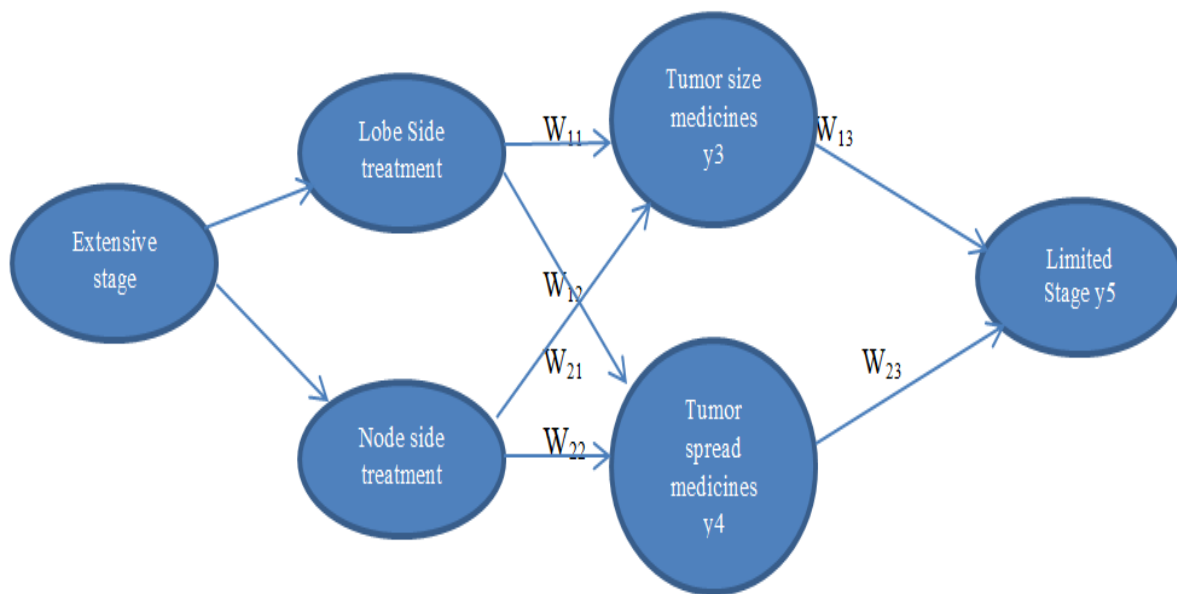 Extensive
stage
Lobe Side
treatment
Node side
treatment
W11
W12
W21
W22
Tumor size
medicines
y3
Tumor
spread
medicines
y4
W13
W23
Limited
Stage y5